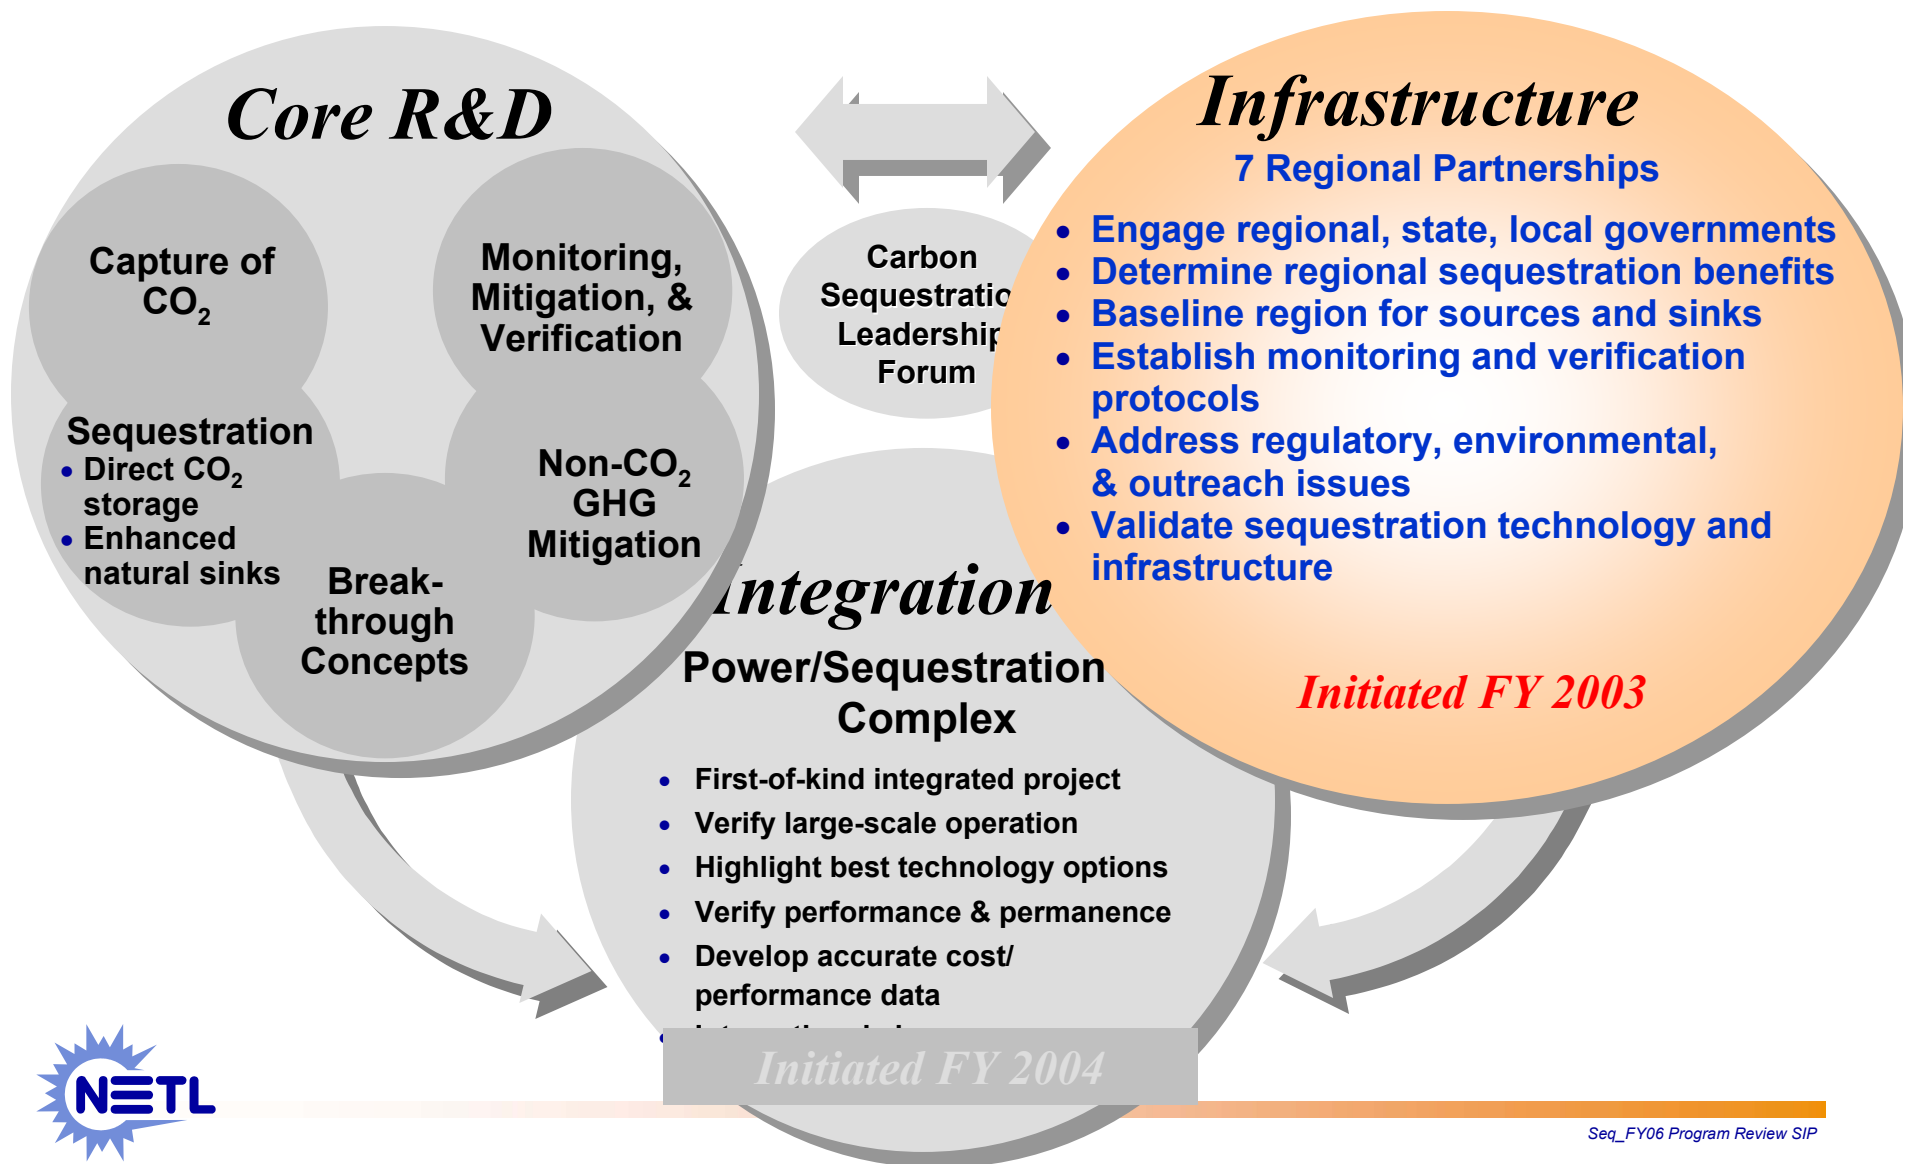 Core R&D
Capture of
CO2
Monitoring,
Mitigation, &
Verification
Sequestration
• Direct CO2
storage
• Enhanced
natural sinks
Non-CO2
GHG
Mitigation
Break-
through
Concepts
Carbon
Leadership
Forum
Infrastructure
7 Regional Partnerships
• Engage regional, state, local governments
• Determine regional sequestration benefits
• Baseline region for sources and sinks
• Establish monitoring and verification
protocols
• Address regulatory, environmental,
& outreach issues
• Validate sequestration technology and
infrastructure
Initiated FY 2003
Integration
Power/Sequestration
Complex
• First-of-kind integrated project
• Verify large-scale operation
• Highlight best technology options
• Verify performance & permanence
• Develop accurate cost/
performance data
Initiated FY 2004
NETL
Seq_FY06 Program Review SIP